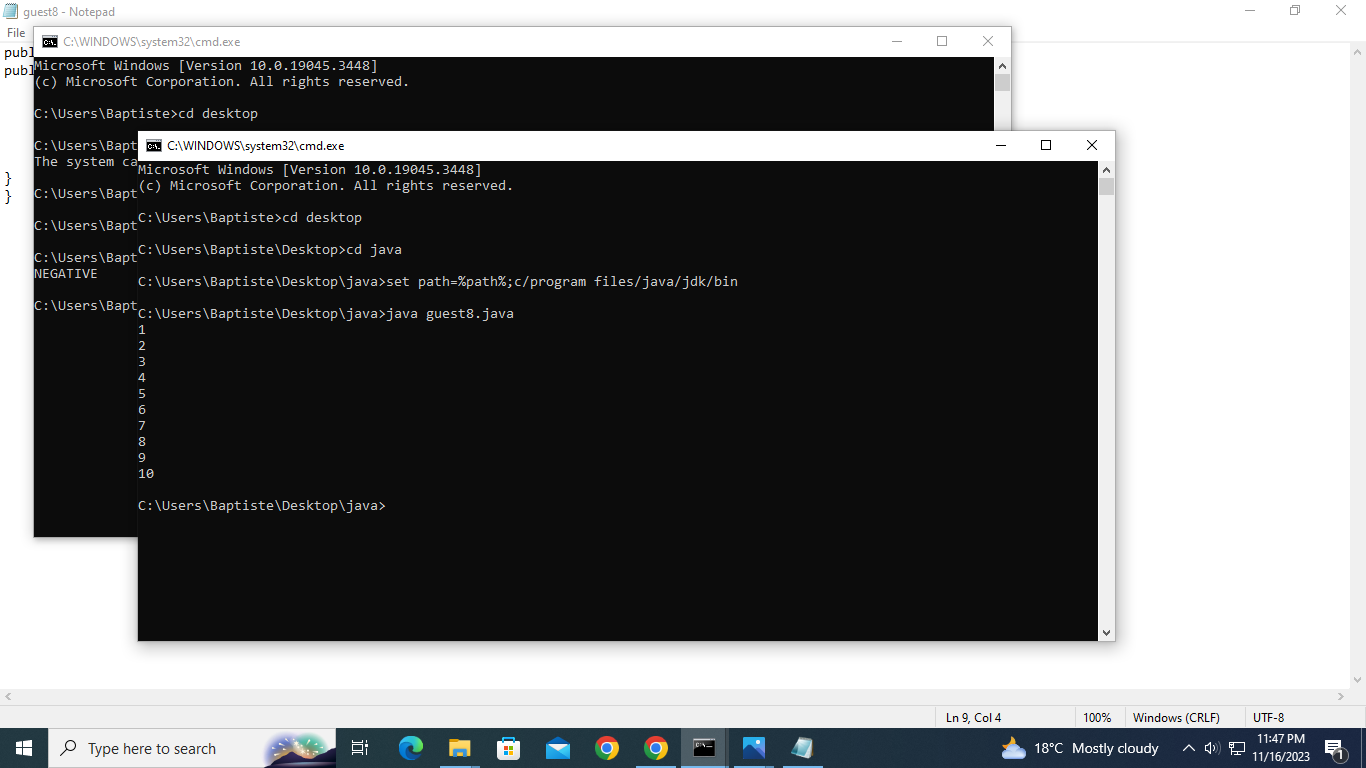 guest8 - Notepad
File
C:\WINDOWS\system32\cmd.exe
publ
publ
}
}
Microsoft Windows [Version 10.0.19045.3448]
(c) Microsoft Corporation. All rights reserved.
C:\Users\Baptiste>cd desktop
C:\Users\Bapt
The system ca
C:\Users\Bapt
C:\Users\Bapt
C:\Users\Bapt
NEGATIVE
C:\Users\Bapt
C:\WINDOWS\system32\cmd.exe
Microsoft Windows [Version 10.0.19045.3448]
(c) Microsoft Corporation. All rights reserved.
C:\Users\Baptiste>cd desktop
C:\Users\Baptiste\Desktop>cd java
C:\Users\Baptiste\Desktop\java>set path=%path%;c/program files/java/jdk/bin
C:\Users\Baptiste\Desktop\java>java guest8.java
1
2
3
4
5
6
7
8
9
10
C:\Users\Baptiste\Desktop\java>
Ln 9, Col 4
100%
Windows (CRLF)
UTF-8
Type here to search
18°C Mostly cloudy
11:47 PM
11/16/2023
1